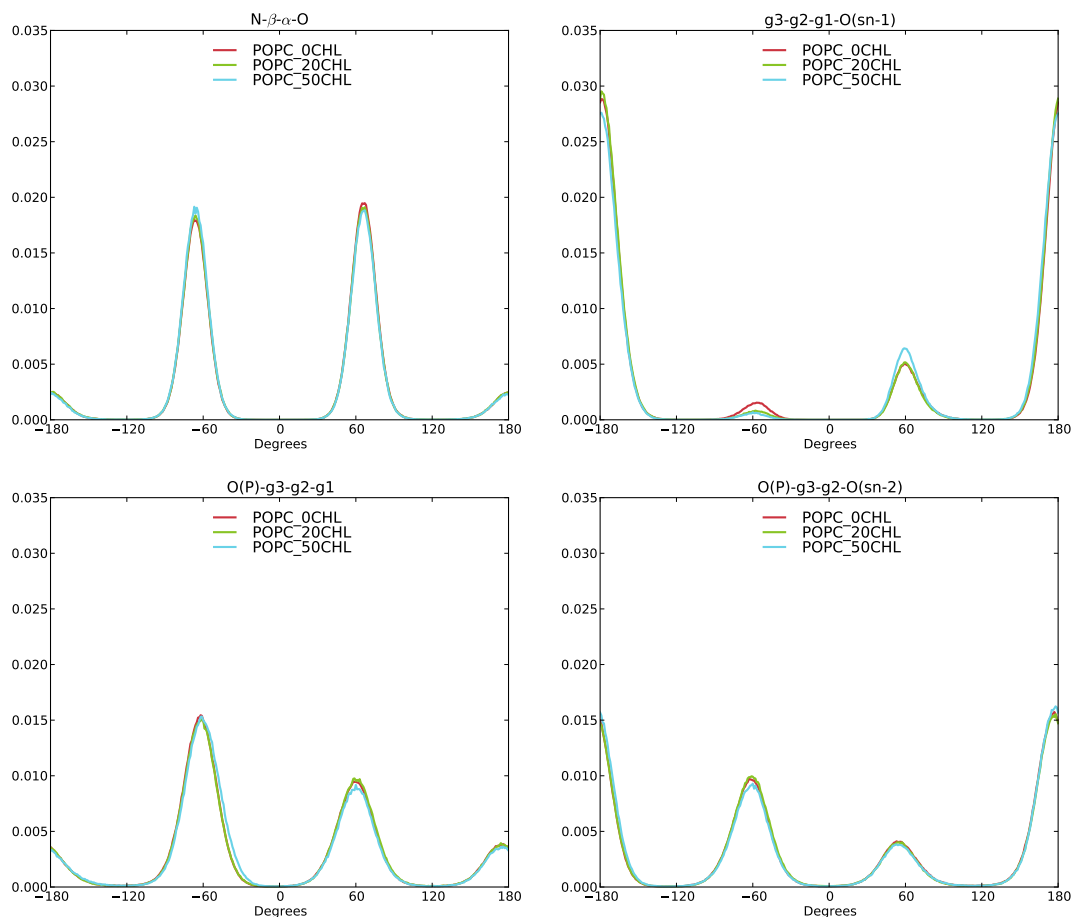 N-β-α-O
0.035
0.030
0.025
0.020
0.015
0.010
0.005
0.000
POPC_0CHL
POPC_20CHL
POPC_50CHL
−180 −120 −60 0 60 120 180
Degrees
g3-g2-g1-O(sn-1)
0.035
0.030
0.025
0.020
0.015
0.010
0.005
0.000
POPC_0CHL
POPC_20CHL
POPC_50CHL
−180 −120 −60 0 60 120 180
Degrees
O(P)-g3-g2-g1
0.035
0.030
0.025
0.020
0.015
0.010
0.005
0.000
POPC_0CHL
POPC_20CHL
POPC_50CHL
−180 −120 −60 0 60 120 180
Degrees
O(P)-g3-g2-O(sn-2)
0.035
0.030
0.025
0.020
0.015
0.010
0.005
0.000
POPC_0CHL
POPC_20CHL
POPC_50CHL
−180 −120 −60 0 60 120 180
Degrees